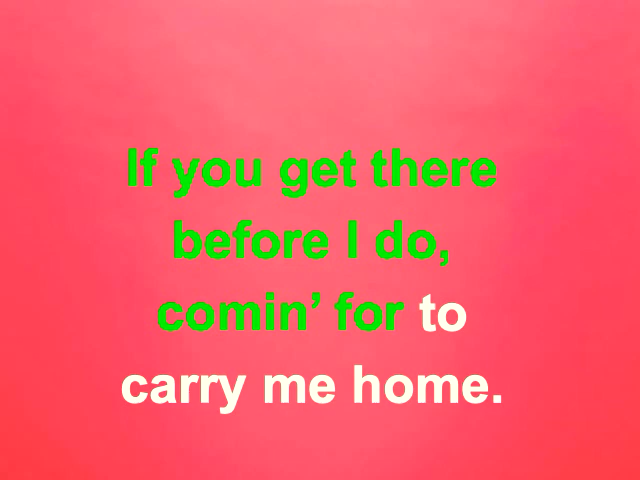 If you get there
before I do,
comin’ for to
carry me home.